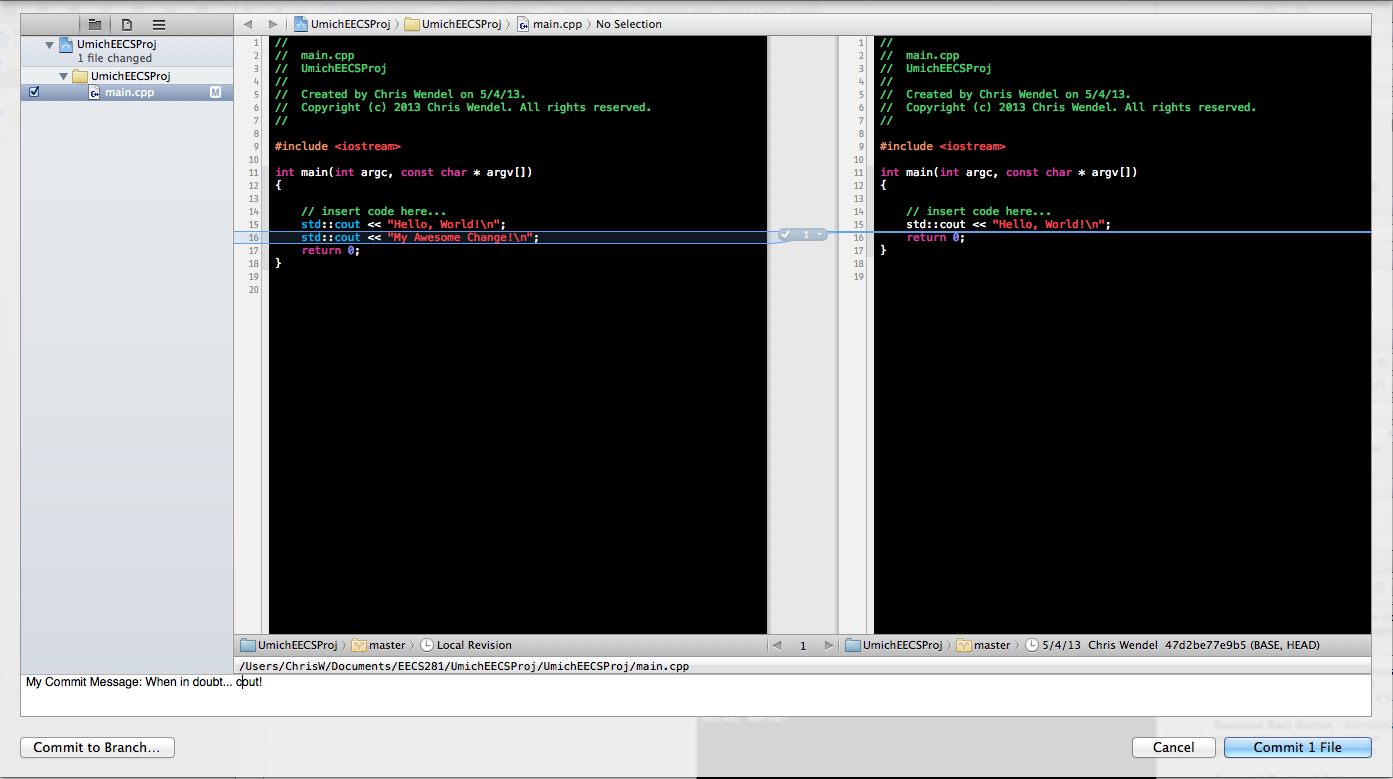 UmichEECSProj
1 file changed
UmichEECSProj
main.cpp M
UmichEECSProj UmichEECSProj main.cpp No Selection
1 //
2 //  main.cpp
3 //  UmichEECSProj
4 //
5 //  Created by Chris Wendel on 5/4/13.
6 //  Copyright (c) 2013 Chris Wendel. All rights reserved.
7 //
8
9 #include <iostream>
10
11 int main(int argc, const char * argv[])
12 {
13
14     // insert code here...
15     std::cout << "Hello, World!\n";
16     std::cout << "My Awesome Change!\n";
17     return 0;
18 }
19
20
1
1 //
2 //  main.cpp
3 //  UmichEECSProj
4 //
5 //  Created by Chris Wendel on 5/4/13.
6 //  Copyright (c) 2013 Chris Wendel. All rights reserved.
7 //
8
9 #include <iostream>
10
11 int main(int argc, const char * argv[])
12 {
13
14     // insert code here...
15     std::cout << "Hello, World!\n";
16     return 0;
17 }
18
19
UmichEECSProj master Local Revision
1
UmichEECSProj master 5/4/13 Chris Wendel 47d2be77e9b5 (BASE, HEAD)
/Users/ChrisW/Documents/EECS281/UmichEECSProj/UmichEECSProj/main.cpp
My Commit Message: When in doubt... cout!
Commit to Branch...
Cancel
Commit 1 File